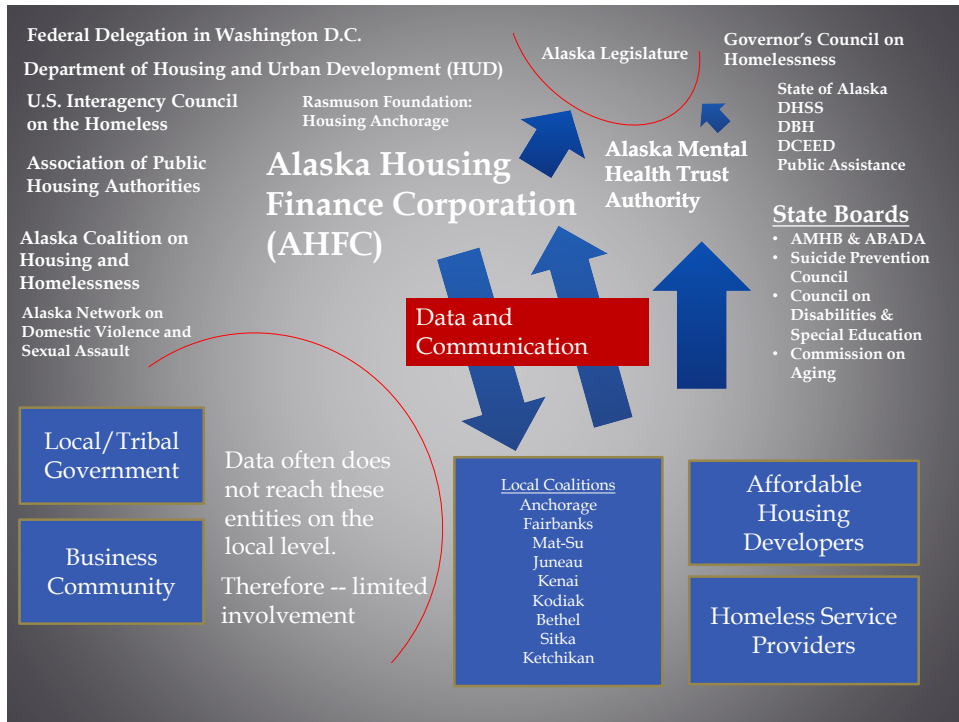 Federal Delegation in Washington D.C.
Department of Housing and Urban Development (HUD)
U.S. Interagency Council
on the Homeless
Rasmuson Foundation:
Housing Anchorage
Association of Public
Housing Authorities
Alaska Coalition on
Housing and
Homelessness
Alaska Network on
Domestic Violence and
Sexual Assault
Alaska Housing
Finance Corporation
(AHFC)
Alaska Legislature
Governor's Council on
Homelessness
State of Alaska
DHSS
DBH
DCEED
Public Assistance
Alaska Mental
Health Trust
Authority
State Boards
• AMHB & ABADA
• Suicide Prevention
Council
• Council on
Disabilities &
Special Education
• Commission on
Aging
Data and
Communication
Local/Tribal
Government
Business
Community
Data often does
not reach these
entities on the
local level.
Therefore -- limited
involvement
Local Coalitions
Anchorage
Fairbanks
Mat-Su
Juneau
Kenai
Kodiak
Bethel
Sitka
Ketchikan
Affordable
Housing
Developers
Homeless Service
Providers